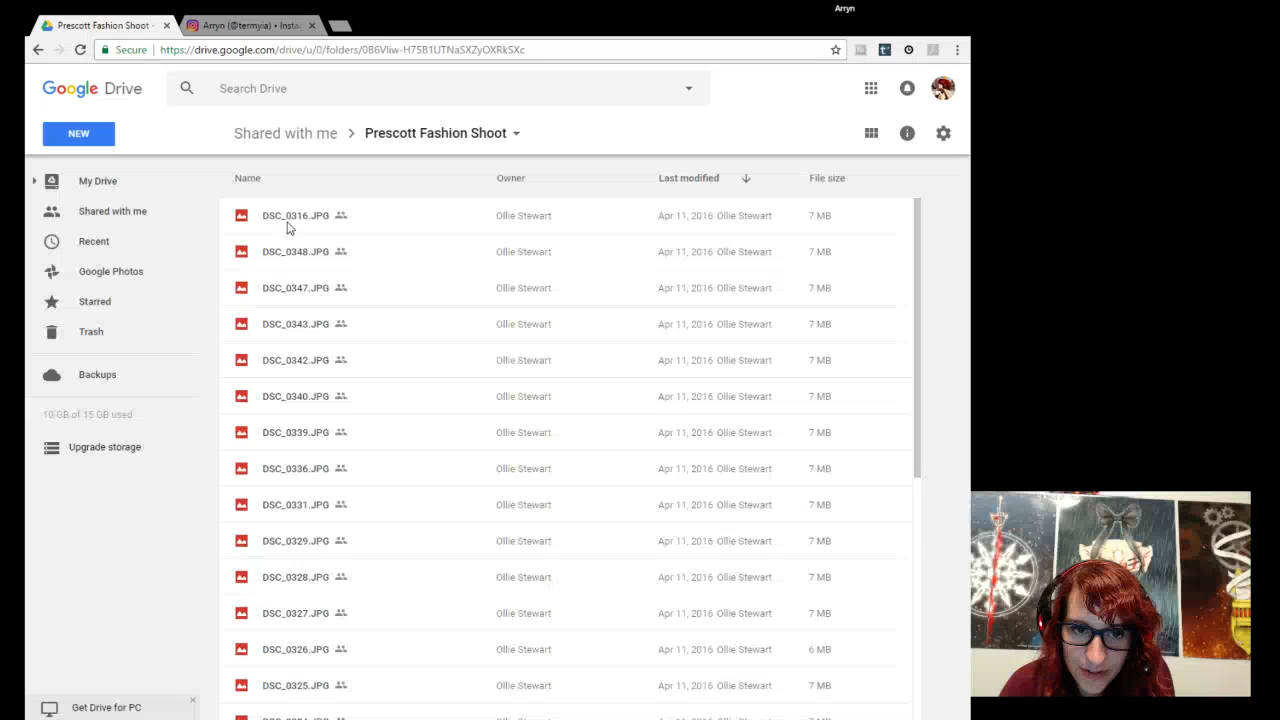 Arryn
Prescott Fashion Shoot -
Arryn (@termyia) • Insta
Secure
https://drive.google.com/drive/u/0/folders/0B6Vliw-H75B1UTNaSXZyOXRkSXc
Google Drive
Search Drive
NEW
Shared with me > Prescott Fashion Shoot
My Drive
Shared with me
Recent
Google Photos
Starred
Trash
Backups
10 GB of 15 GB used
Upgrade storage
Get Drive for PC
Name Owner Last modified File size
DSC_0316.JPG Ollie Stewart Apr 11, 2016 Ollie Stewart 7 MB
DSC_0348.JPG Ollie Stewart Apr 11, 2016 Ollie Stewart 7 MB
DSC_0347.JPG Ollie Stewart Apr 11, 2016 Ollie Stewart 7 MB
DSC_0343.JPG Ollie Stewart Apr 11, 2016 Ollie Stewart 7 MB
DSC_0342.JPG Ollie Stewart Apr 11, 2016 Ollie Stewart 7 MB
DSC_0340.JPG Ollie Stewart Apr 11, 2016 Ollie Stewart 7 MB
DSC_0339.JPG Ollie Stewart Apr 11, 2016 Ollie Stewart 7 MB
DSC_0336.JPG Ollie Stewart Apr 11, 2016 Ollie Stewart 7 MB
DSC_0331.JPG Ollie Stewart Apr 11, 2016 Ollie Stewart 7 MB
DSC_0329.JPG Ollie Stewart Apr 11, 2016 Ollie Stewart 7 MB
DSC_0328.JPG Ollie Stewart Apr 11, 2016 Ollie Stewart 7 MB
DSC_0327.JPG Ollie Stewart Apr 11, 2016 Ollie Stewart 7 MB
DSC_0326.JPG Ollie Stewart Apr 11, 2016 Ollie Stewart 6 MB
DSC_0325.JPG Ollie Stewart Apr 11, 2016 Ollie Stewart 7 MB